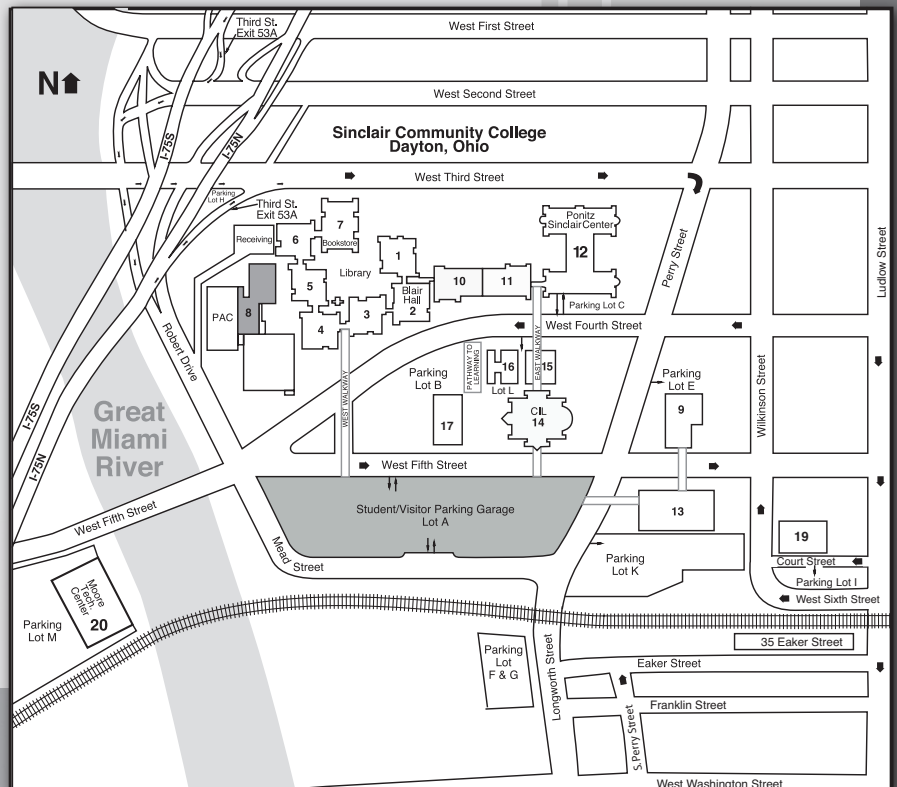 West First Street
Third St.
Exit 53A
N
West Second Street
I-75S
I-75N
Sinclair Community College
Dayton, Ohio
West Third Street
Parking
Lot H
Third St.
Exit 53A
7
Bookstore
Ponitz
Sinclair Center
12
Receiving
6
1
Library
Perry Street
Ludlow Street
5
10
11
Blair
Hall
2
Parking Lot C
PAC
8
3
4
West Fourth Street
EAST WALKWAY
Robert Drive
PATHWAY TO
LEARNING
16
15
Lot L
Parking
Lot B
Parking
Lot E
9
Wilkinson Street
WEST WALKWAY
17
CIL
14
I-75S
I-75N
Great
Miami
River
West Fifth Street
West Fifth Street
Student/Visitor Parking Garage
Lot A
13
19
Mead Street
Parking
Lot K
Court Street
Parking Lot I
West Sixth Street
Moore
Tech.
Center
20
Parking
Lot M
35 Eaker Street
Parking
Lot
F & G
Longworth Street
Eaker Street
Franklin Street
S. Perry Street
West Washington Street